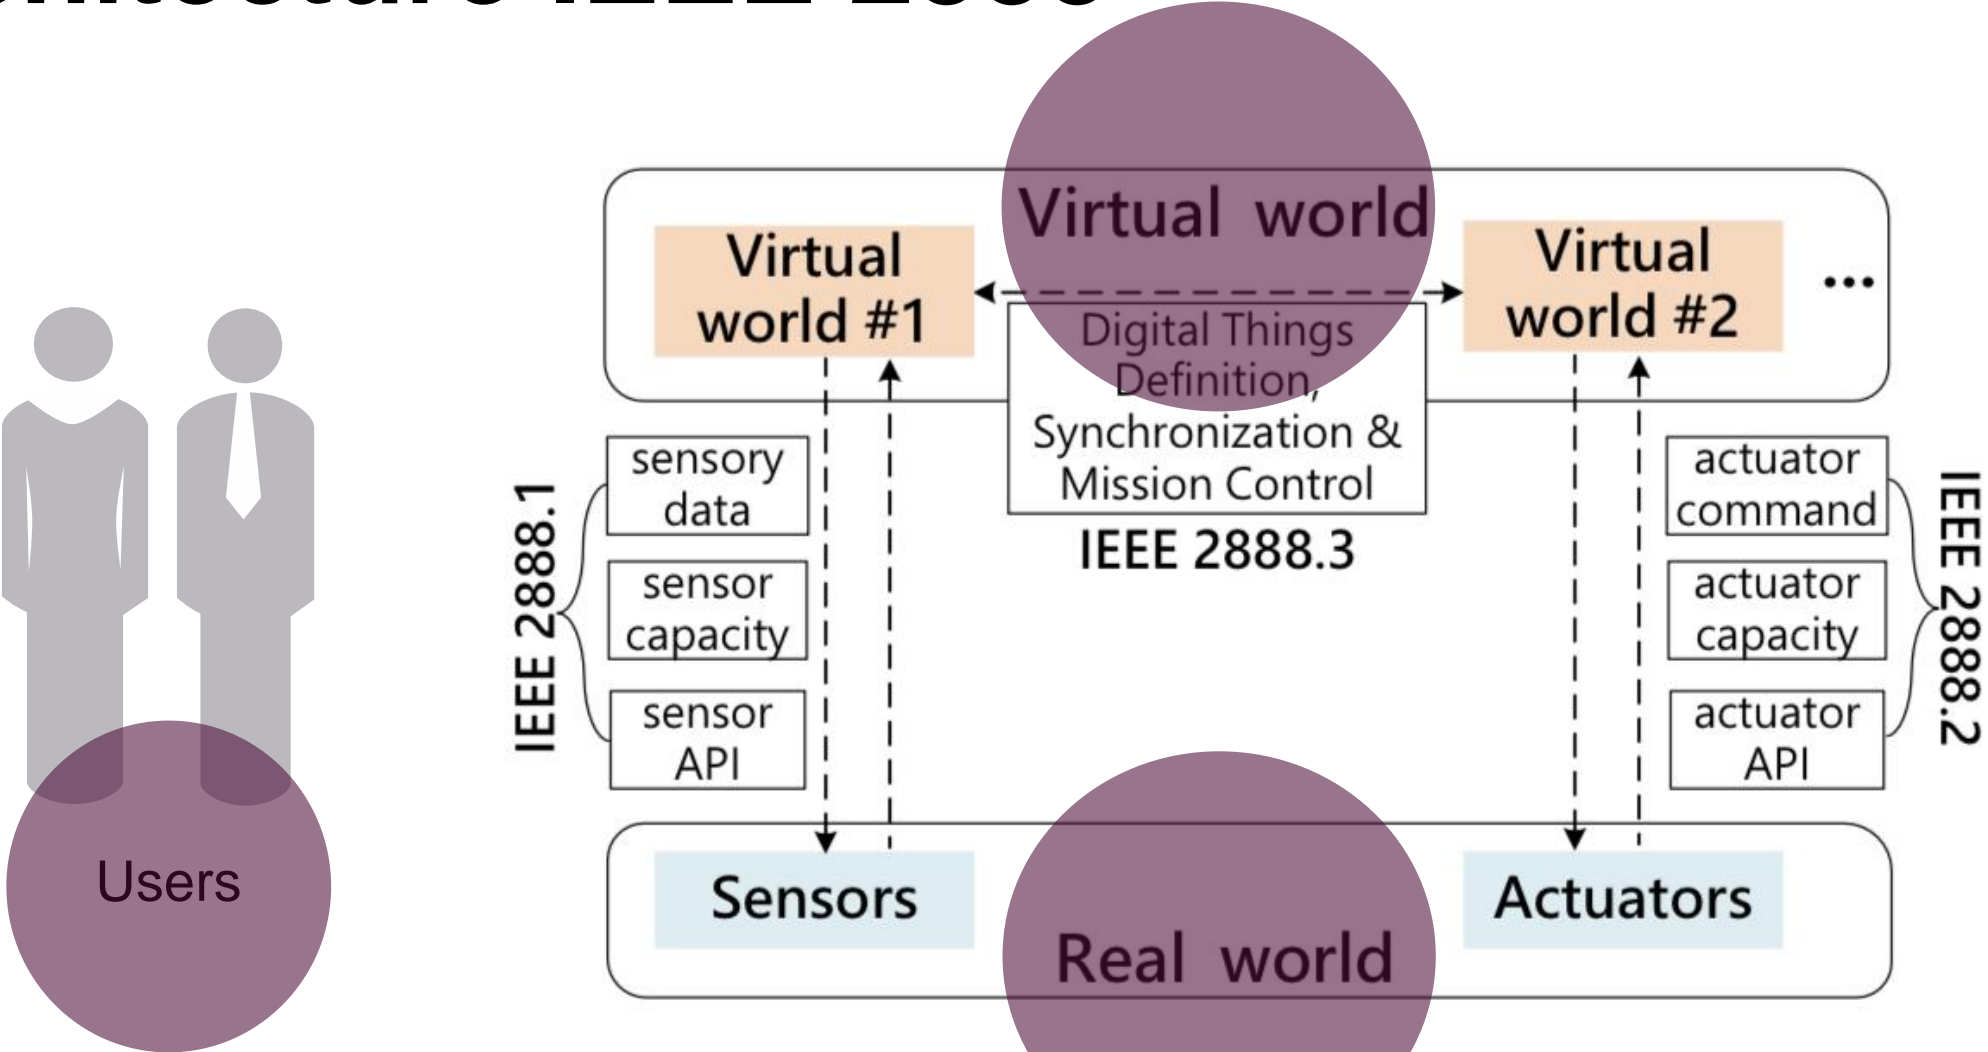 Virtual world
Virtual
world #1
Virtual
world #2
...
Digital Things
Definition,
Synchronization &
Mission Control
IEEE 2888.3
IEEE 2888.1
sensory
data
sensor
capacity
sensor
API
actuator
command
actuator
capacity
actuator
API
IEEE 2888.2
Users
Sensors
Actuators
Real world